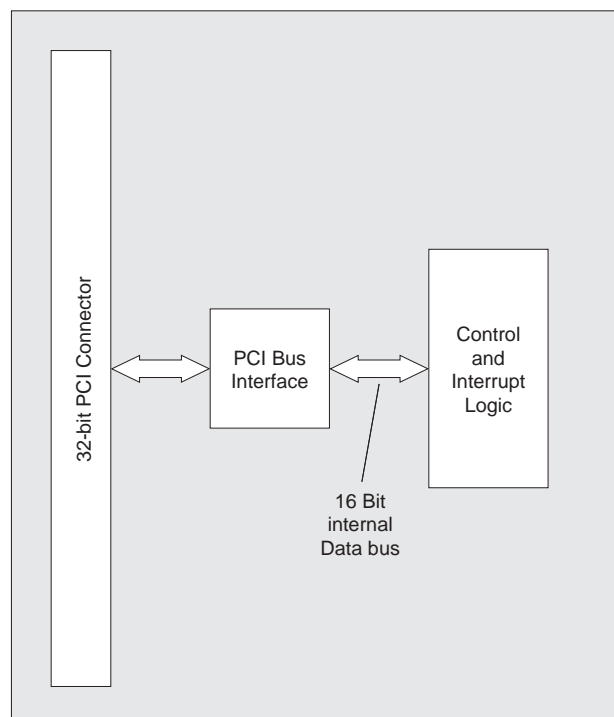 32-bit PCI Connector
PCI Bus
Interface
Control
and
Interrupt
Logic
16 Bit
internal
Data bus